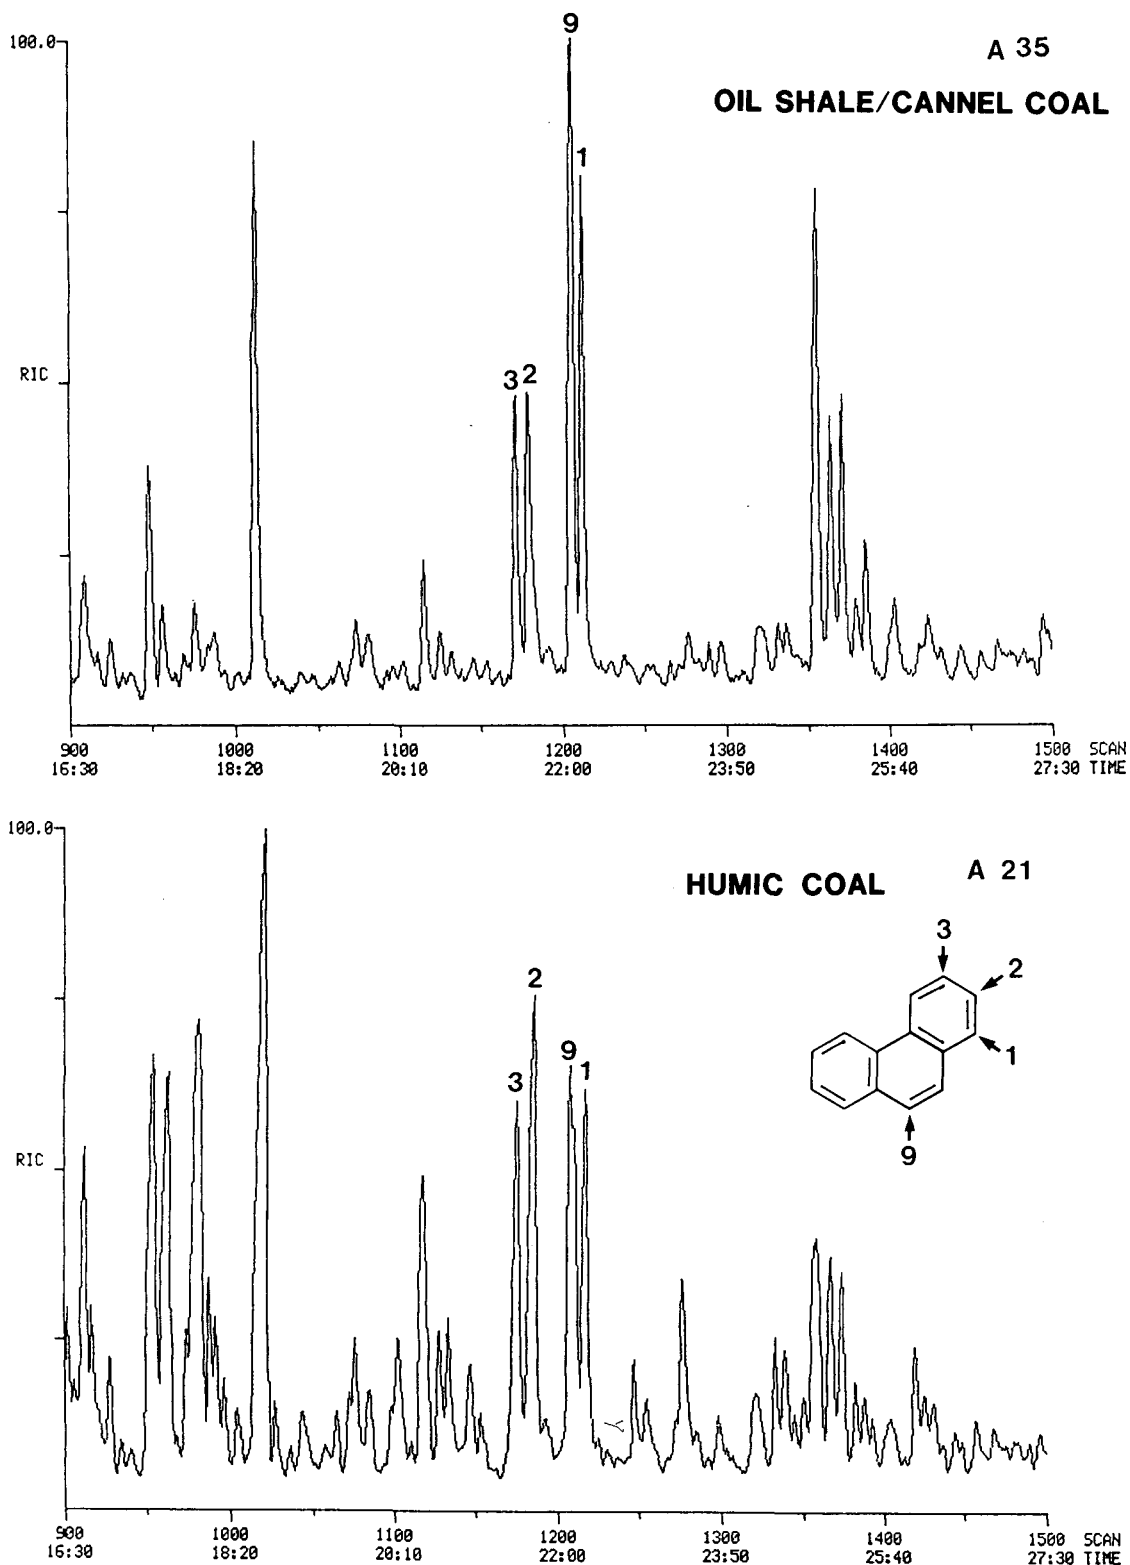 9
A 35
100.0
OIL SHALE/CANNEL COAL
1
RIC
3 2
900 1000 1100 1200 1300 1400 1500 SCAN
16:30 18:20 20:10 22:00 23:50 25:40 27:30 TIME
100.0
HUMIC COAL A 21
3
2
2
9
1
1
3
RIC
9
900 1000 1100 1200 1300 1400 1500 SCAN
16:30 18:20 20:10 22:00 23:50 25:40 27:30 TIME